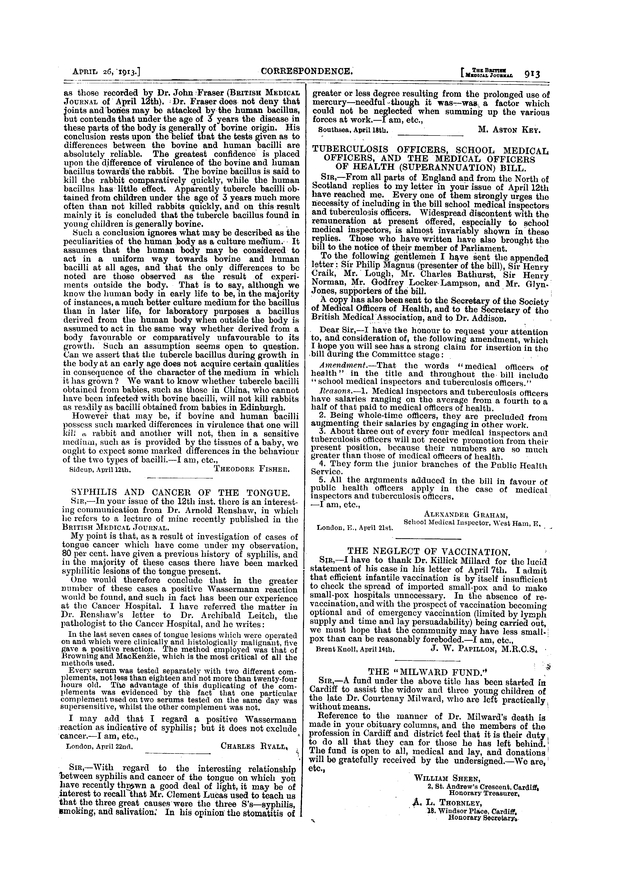 APRIL 26, 1913.]
CORRESPONDENCE.
[THE BRITISH MEDICAL JOURNAL 913
as those recorded by Dr. John Fraser (BRITISH MEDICAL
JOURNAL of April 12th). Dr. Fraser does not deny that
joints and bones may be attacked by the human bacillus,
but contends that under the age of 3 years the disease in
these parts of the body is generally of bovine origin. His
conclusion rests upon the belief that the tests given as to
differences between the bovine and human bacilli are
absolutely reliable. The greatest confidence is placed
upon the difference of virulence of the bovine and human
bacillus towards the rabbit. The bovine bacillus is said to
kill the rabbit comparatively quickly, while the human
bacillus has little effect. Apparently tubercle bacilli ob-
tained from children under the age of 3 years much more
often than not killed rabbits quickly, and on this result
mainly it is concluded that the tubercle bacillus found in
young children is generally bovine.
Such a conclusion ignores what may be described as the
peculiarities of the human body as a culture medium. It
assumes that the human body may be considered to
act in a uniform way towards bovine and human
bacilli at all ages, and that the only differences to be
noted are those observed as the result of experi-
ments outside the body. That is to say, although we
know the human body in early life to be, in the majority
of instances, a much better culture medium for the bacillus
than in later life, for laboratory purposes a bacillus
derived from the human body when outside the body is
assumed to act in the same way whether derived from a
body favourable or comparatively unfavourable to its
growth. Such an assumption seems open to question.
Can we assert that the tubercle bacillus during growth in
the body at an early age does not acquire certain qualities
in consequence of the character of the medium in which
it has grown? We want to know whether tubercle bacilli
obtained from babies, such as those in China, who cannot
have been infected with bovine bacilli, will not kill rabbits
as readily as bacilli obtained from babies in Edinburgh.
However that may be, if bovine and human bacilli
possess such marked differences in virulence that one will
kill a rabbit and another will not, then in a sensitive
medium, such as is provided by the tissues of a baby, we
ought to expect some marked differences in the behaviour
of the two types of bacilli.—I am, etc.,
Sidcup, April 12th. THEODORE FISHER.
SYPHILIS AND CANCER OF THE TONGUE.
SIR,—In your issue of the 12th inst. there is an interest-
ing communication from Dr. Arnold Renshaw, in which
he refers to a lecture of mine recently published in the
BRITISH MEDICAL JOURNAL.
My point is that, as a result of investigation of cases of
tongue cancer which have come under my observation,
80 per cent. have given a previous history of syphilis, and
in the majority of these cases there have been marked
syphilitic lesions of the tongue present.
One would therefore conclude that in the greater
number of these cases a positive Wassermann reaction
would be found, and such in fact has been our experience
at the Cancer Hospital. I have referred the matter in
Dr. Renshaw's letter to Dr. Archibald Leitch, the
pathologist to the Cancer Hospital, and he writes:
In the last seven cases of tongue lesions which were operated
on and which were clinically and histologically malignant, five
gave a positive reaction. The method employed was that of
Browning and MacKenzie, which is the most critical of all the
methods used.
Every serum was tested separately with two different com-
plements, not less than eighteen and not more than twenty-four
hours old. The advantage of this duplicating of the com-
plements was evidenced by the fact that one particular
complement used on two serums tested on the same day was
supersensitive, whilst the other complement was not.
I may add that I regard a positive Wassermann
reaction as indicative of syphilis; but it does not exclude
cancer.—I am, etc.,
London, April 22nd. CHARLES RYALL.
SIR,—With regard to the interesting relationship
between syphilis and cancer of the tongue on which you
have recently thrown a good deal of light, it may be of
interest to recall that Mr. Clement Lucas used to teach us
that the three great causes were the three S's—syphilis,
smoking, and salivation. In his opinion the stomatitis of
greater or less degree resulting from the prolonged use of
mercury—needful though it was—was a factor which
could not be neglected when summing up the various
forces at work.—I am, etc.,
Southsea, April 18th. M. ASTON KEY.
TUBERCULOSIS OFFICERS, SCHOOL MEDICAL
OFFICERS, AND THE MEDICAL OFFICERS
OF HEALTH (SUPERANNUATION) BILL.
SIR,—From all parts of England and from the North of
Scotland replies to my letter in your issue of April 12th
have reached me. Every one of them strongly urges the
necessity of including in the bill school medical inspectors
and tuberculosis officers. Widespread discontent with the
remuneration at present offered, especially to school
medical inspectors, is almost invariably shown in these
replies. Those who have written have also brought the
bill to the notice of their member of Parliament.
To the following gentlemen I have sent the appended
letter: Sir Philip Magnus (presenter of the bill), Sir Henry
Craik, Mr. Lough, Mr. Charles Bathurst, Sir Henry
Norman, Mr. Godfrey Locker-Lampson, and Mr. Glyn-
Jones, supporters of the bill.
A copy has also been sent to the Secretary of the Society
of Medical Officers of Health, and to the Secretary of the
British Medical Association, and to Dr. Addison.
Dear Sir,—I have the honour to request your attention
to, and consideration of, the following amendment, which
I hope you will see has a strong claim for insertion in the
bill during the Committee stage:
Amendment.—That the words "medical officers of
health" in the title and throughout the bill include
"school medical inspectors and tuberculosis officers."
Reasons.—1. Medical inspectors and tuberculosis officers
have salaries ranging on the average from a fourth to a
half of that paid to medical officers of health.
2. Being whole-time officers, they are precluded from
augmenting their salaries by engaging in other work.
3. About three out of every four medical inspectors and
tuberculosis officers will not receive promotion from their
present position, because their numbers are so much
greater than those of medical officers of health.
4. They form the junior branches of the Public Health
Service.
5. All the arguments adduced in the bill in favour of
public health officers apply in the case of medical
inspectors and tuberculosis officers.
—I am, etc.,
ALEXANDER GRAHAM,
London, E., April 21st. School Medical Inspector, West Ham, E.
THE NEGLECT OF VACCINATION.
SIR,—I have to thank Dr. Killick Millard for the lucid
statement of his case in his letter of April 7th. I admit
that efficient infantile vaccination is by itself insufficient
to check the spread of imported small-pox and to make
small-pox hospitals unnecessary. In the absence of re-
vaccination, and with the prospect of vaccination becoming
optional and of emergency vaccination (limited by lymph
supply and time and lay persuadability) being carried out,
we must hope that the community may have less small-
pox than can be reasonably foreboded.—I am, etc.,
Brent Knoll, April 14th. J. W. PAPILLON, M.R.C.S.
THE "MILWARD FUND."
SIR,—A fund under the above title has been started in
Cardiff to assist the widow and three young children of
the late Dr. Courtenay Milward, who are left practically
without means.
Reference to the manner of Dr. Milward's death is
made in your obituary columns, and the members of the
profession in Cardiff and district feel that it is their duty
to do all that they can for those he has left behind.
The fund is open to all, medical and lay, and donations
will be gratefully received by the undersigned.—We are,
etc.,
WILLIAM SHEEN,
2, St. Andrew's Crescent, Cardiff,
Honorary Treasurer,
A. L. THORNLEY,
18, Windsor Place, Cardiff,
Honorary Secretary.